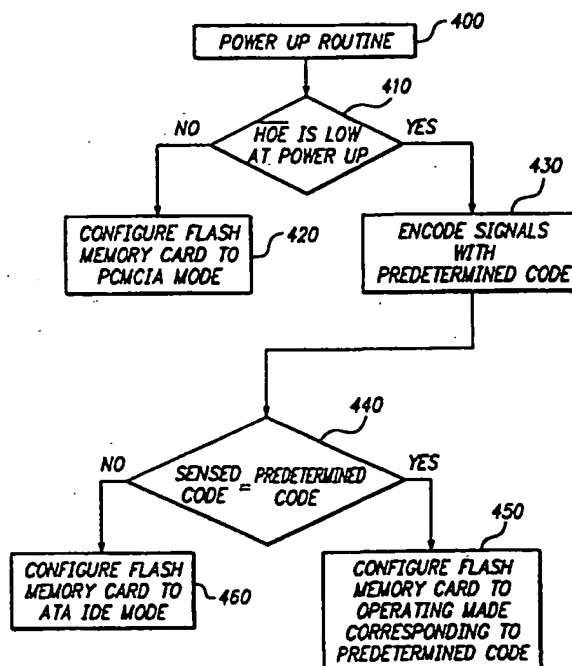 POWER UP ROUTINE
400
410
NO
HOE IS LOW
AT POWER UP
YES
430
CONFIGURE FLASH
MEMORY CARD TO
PCMCIA MODE
420
ENCODE SIGNALS
WITH
PREDETERMINED CODE
440
NO
SENSED CODE = PREDETERMINED CODE
YES
450
CONFIGURE FLASH
MEMORY CARD TO
ATA IDE MODE
460
CONFIGURE FLASH
MEMORY CARD TO
OPERATING MADE
CORRESPONDING TO
PREDETERMINED CODE